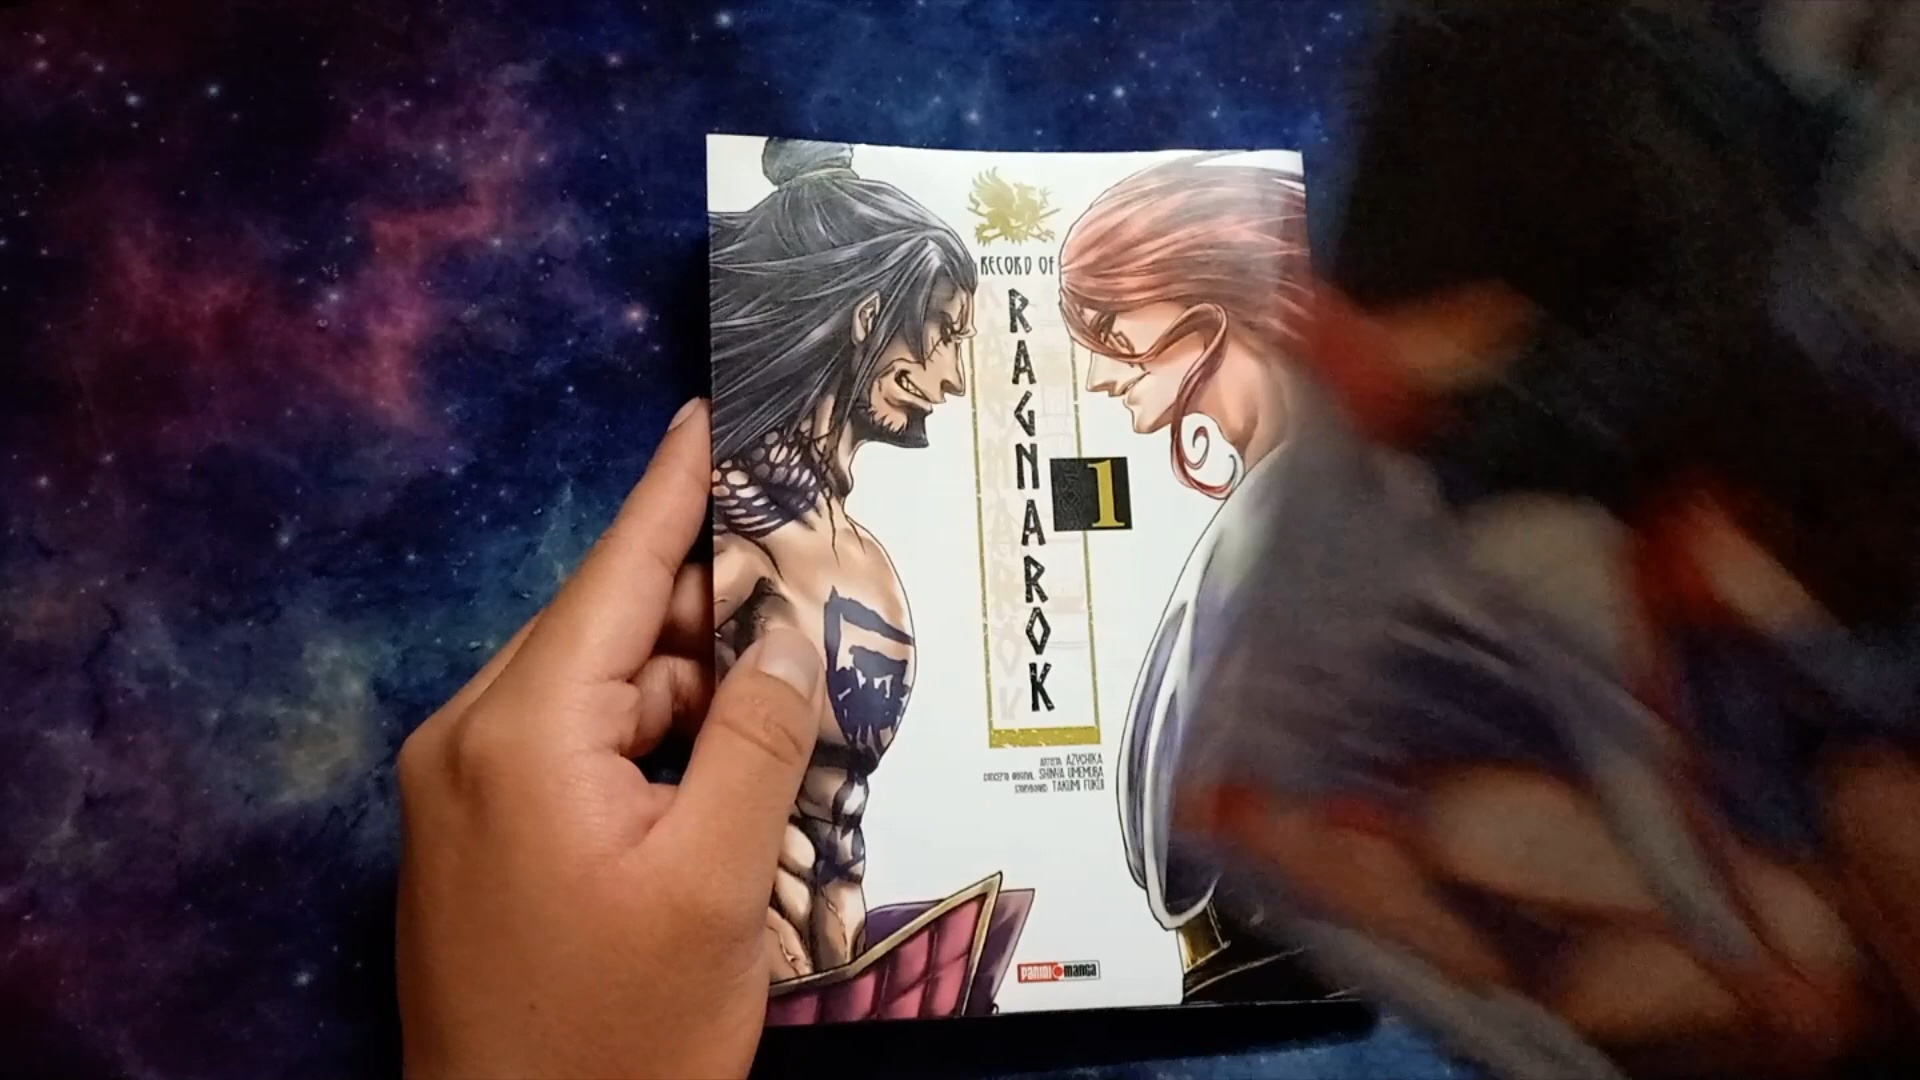 RECORD OF
RAGNAROK
1
ARTISTA AZYCHIKA
CONCEPTO ORIGINAL SHINYA UMEMURA
STORYBOARD TAKUMI FUKUI
PANINI MANGA